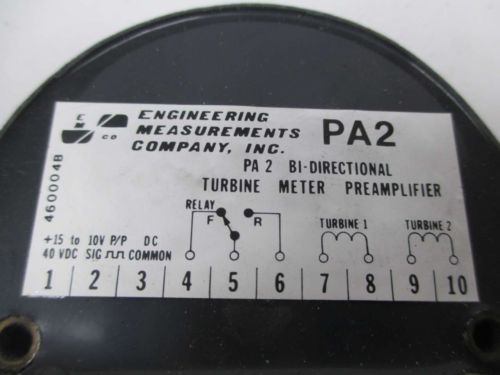 E
M
CO
ENGINEERING
MEASUREMENTS
COMPANY, INC.
PA2
PA 2 BI-DIRECTIONAL
TURBINE METER PREAMPLIFIER
460004B
RELAY
F R
TURBINE 1 TURBINE 2
+15 to 10V P/P DC
40 VDC SIG COMMON
1 2 3 4 5 6 7 8 9 10